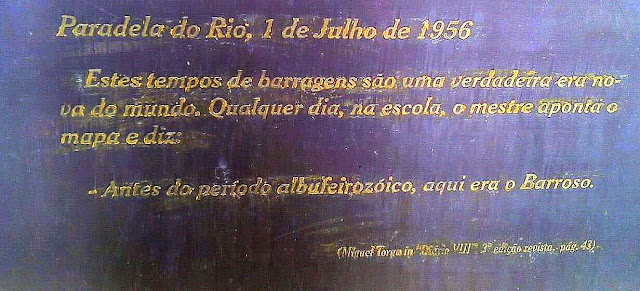 Paradela do Rio, 1 de Julho de 1956
Estes tempos de barragens são uma verdadeira era no-
va do mundo. Qualquer dia, na escola, o mestre aponta o
mapa e diz:
- Antes do período albufeirozóico, aqui era o Barroso.
(Miguel Torga in "Diário VIII" 3ª edição revista, pág. 43)